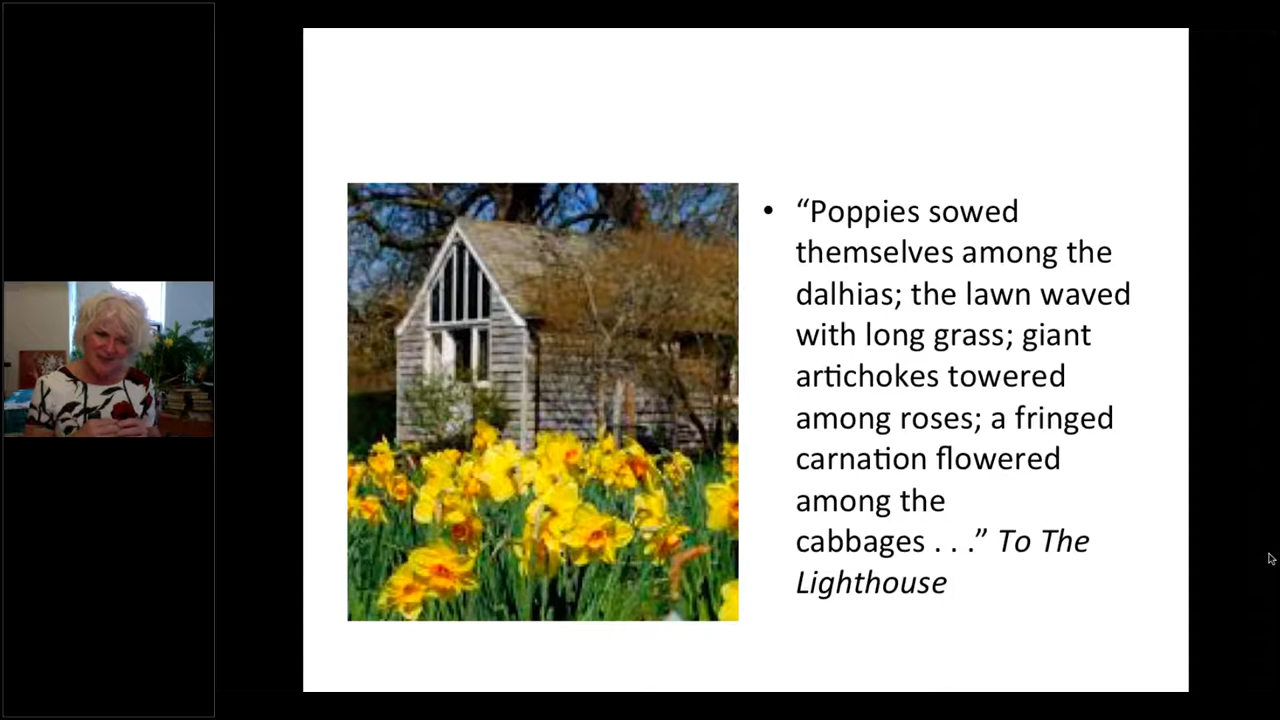 • “Poppies sowed
themselves among the
dalhias; the lawn waved
with long grass; giant
artichokes towered
among roses; a fringed
carnation flowered
among the
cabbages . . .” To The
Lighthouse